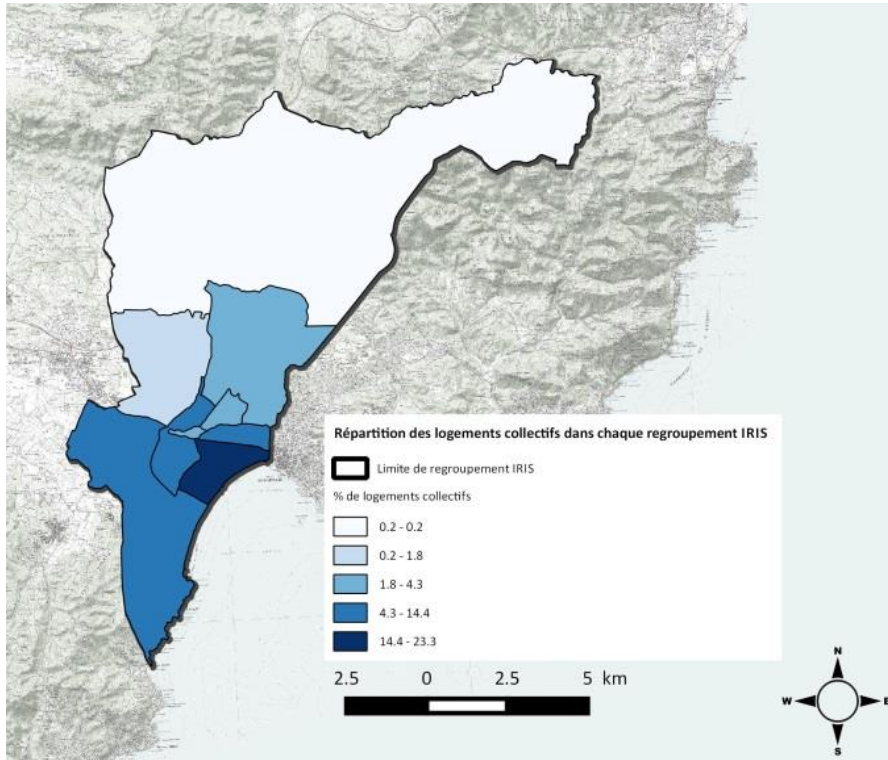 Répartition des logements collectifs dans chaque regroupement IRIS
Limite de regroupement IRIS
% de logements collectifs
0.2 - 0.2
0.2 - 1.8
1.8 - 4.3
4.3 - 14.4
14.4 - 23.3
2.5 0 2.5 5 km
N
W E
S